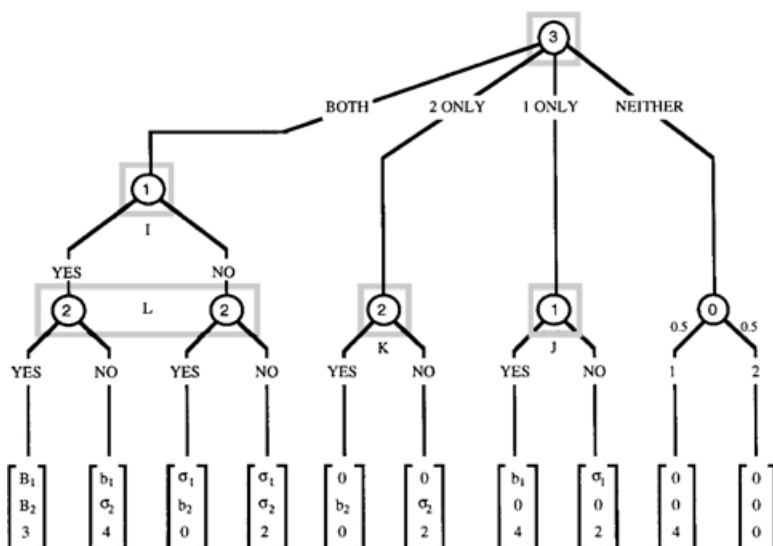 3
BOTH 2 ONLY 1 ONLY NEITHER
1
I
YES NO
2 L 2 2 1 0
K J 0.5 0.5
YES NO YES NO YES NO YES NO 1 2
B₁ b₁ σ₁ σ₁ 0 0 b₁ σ₁ 0 0
B₂ σ₂ b₂ σ₂ b₂ σ₂ 0 0 0 0
3 4 0 2 0 2 4 2 4 0